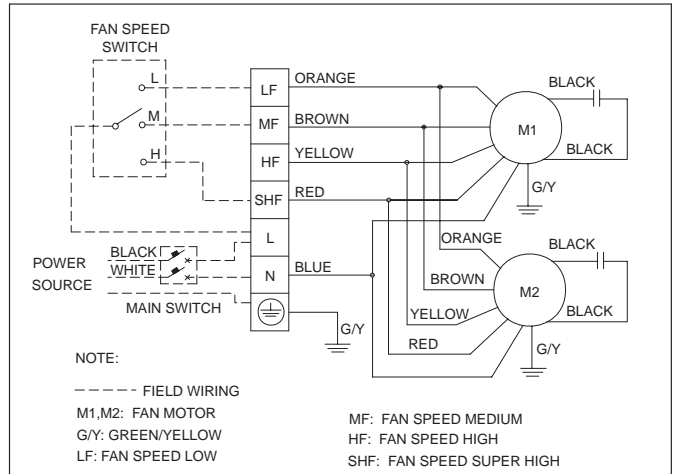 FAN SPEED
SWITCH
L
M
H
LF
MF
HF
SHF
L
N
ORANGE
BROWN
YELLOW
RED
BLUE
G/Y
BLACK
M1
BLACK
G/Y
ORANGE
BROWN
YELLOW
RED
BLACK
M2
BLACK
G/Y
POWER
SOURCE
BLACK
WHITE
MAIN SWITCH
NOTE:
FIELD WIRING
M1,M2: FAN MOTOR
G/Y: GREEN/YELLOW
LF: FAN SPEED LOW
MF: FAN SPEED MEDIUM
HF: FAN SPEED HIGH
SHF: FAN SPEED SUPER HIGH